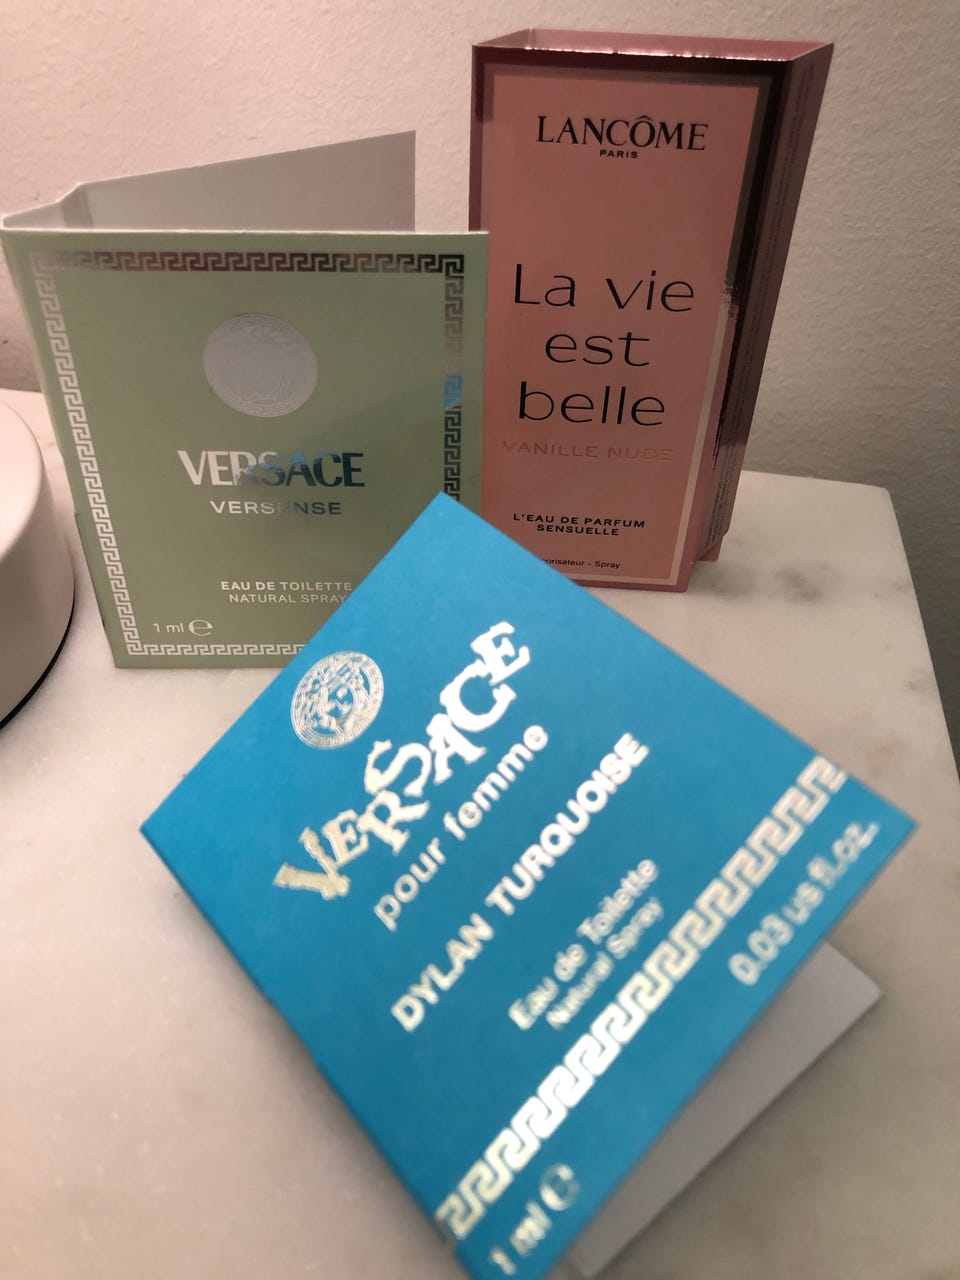 LANCÔME
PARIS
La vie
est
belle
VANILLE NUDE
L'EAU DE PARFUM
SENSUELLE
Spray
VERSACE
VERSENSE
EAU DE TOILETTE
NATURAL SPRAY
1 ml e
VERSACE
pour femme
DYLAN TURQUOISE
Eau de Toilette
Natural Spray
0.03 us fl.oz.
1 ml e